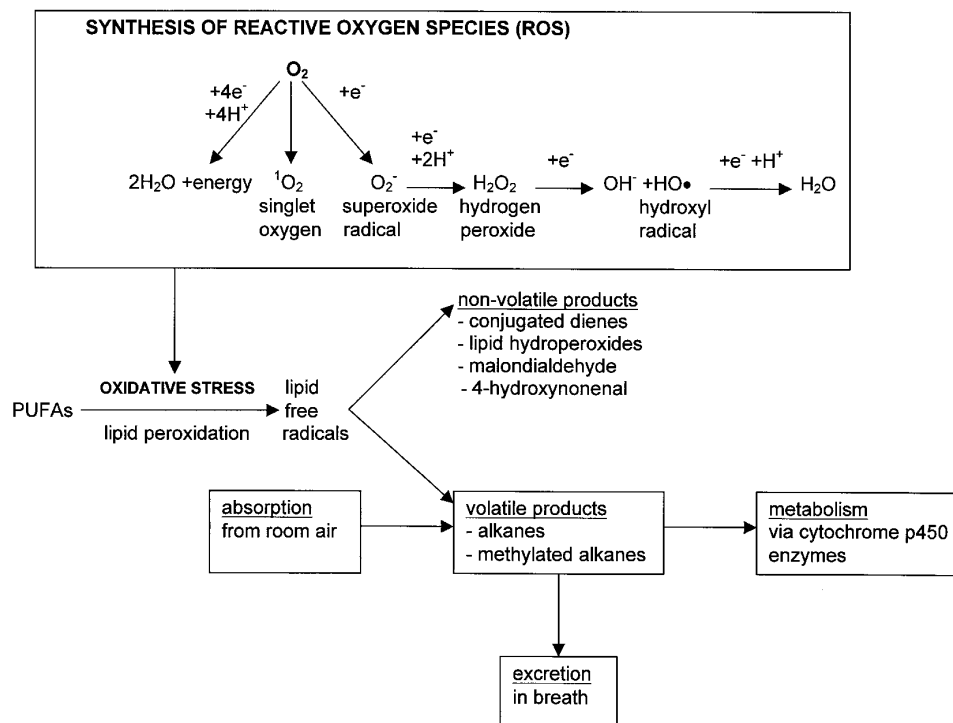 SYNTHESIS OF REACTIVE OXYGEN SPECIES (ROS)
O₂
+4e⁻
+4H⁺
+e⁻
+e⁻
+2H⁺
+e⁻
+e⁻ +H⁺
2H₂O +energy
¹O₂
singlet
oxygen
O₂⁻
superoxide
radical
H₂O₂
hydrogen
peroxide
OH⁻ +HO●
hydroxyl
radical
H₂O
non-volatile products
- conjugated dienes
- lipid hydroperoxides
- malondialdehyde
- 4-hydroxynonenal
PUFAs
OXIDATIVE STRESS
lipid peroxidation
lipid
free
radicals
absorption
from room air
volatile products
- alkanes
- methylated alkanes
metabolism
via cytochrome p450
enzymes
excretion
in breath